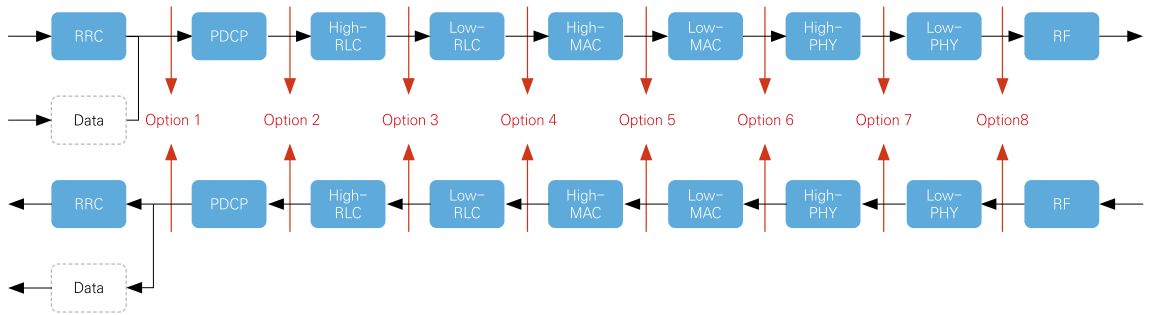 RRC
PDCP
High-
RLC
Low-
RLC
High-
MAC
Low-
MAC
High-
PHY
Low-
PHY
RF
Data
Option 1
Option 2
Option 3
Option 4
Option 5
Option 6
Option 7
Option8
RRC
PDCP
High-
RLC
Low-
RLC
High-
MAC
Low-
MAC
High-
PHY
Low-
PHY
RF
Data